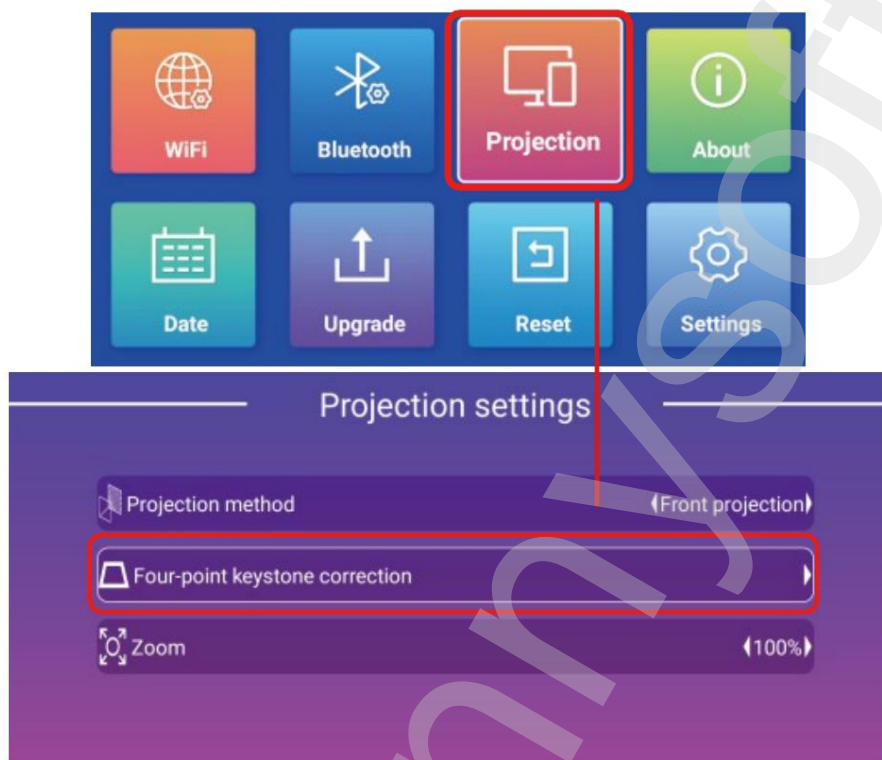 WiFi
Bluetooth
Projection
About
Date
Upgrade
Reset
Settings
Projection settings
Projection method Front projection
Four-point keystone correction
Zoom 100%